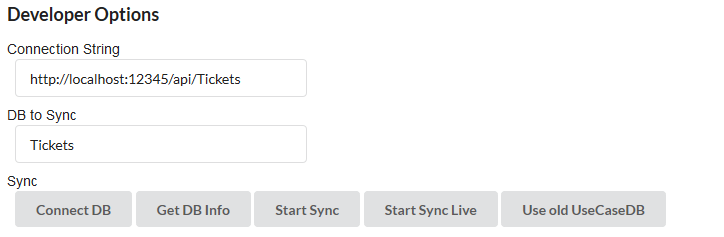 Developer Options
Connection String
http://localhost:12345/api/Tickets
DB to Sync
Tickets
Sync
Connect DB Get DB Info Start Sync Start Sync Live Use old UseCaseDB